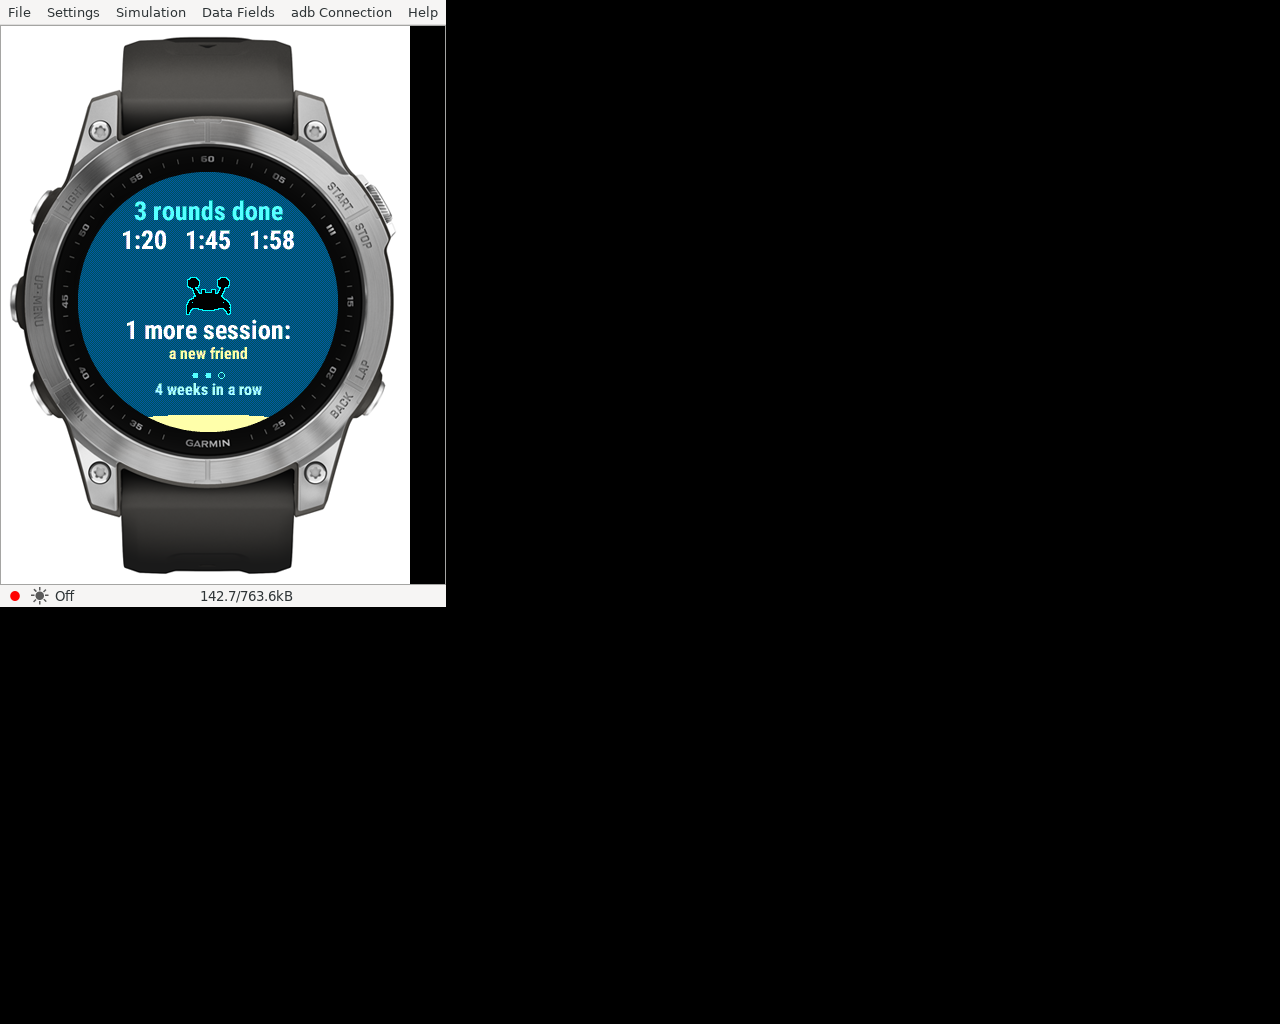 File Settings Simulation Data Fields adb Connection Help
60
55 05
LIGHT START
50 STOP
3 rounds done
1:20 1:45 1:58
UP·MENU 45 15
1 more session:
a new friend
4 weeks in a row
40 20 LAP
DOWN BACK
35 25
GARMIN
Off 142.7/763.6kB